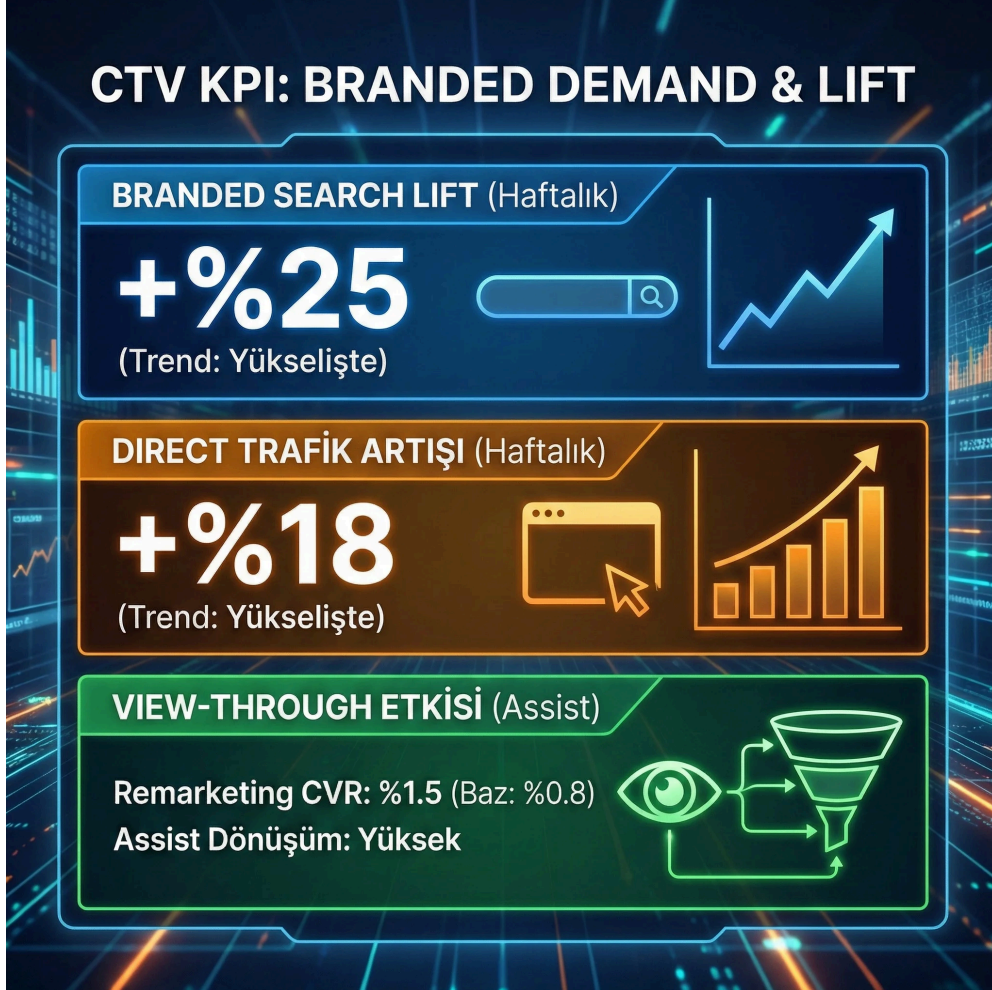 CTV KPI: BRANDED DEMAND & LIFT
BRANDED SEARCH LIFT (Haftalık)
+%25
(Trend: Yükselişte)
DIRECT TRAFİK ARTIŞI (Haftalık)
+%18
(Trend: Yükselişte)
VIEW-THROUGH ETKİSİ (Assist)
Remarketing CVR: %1.5 (Baz: %0.8)
Assist Dönüşüm: Yüksek